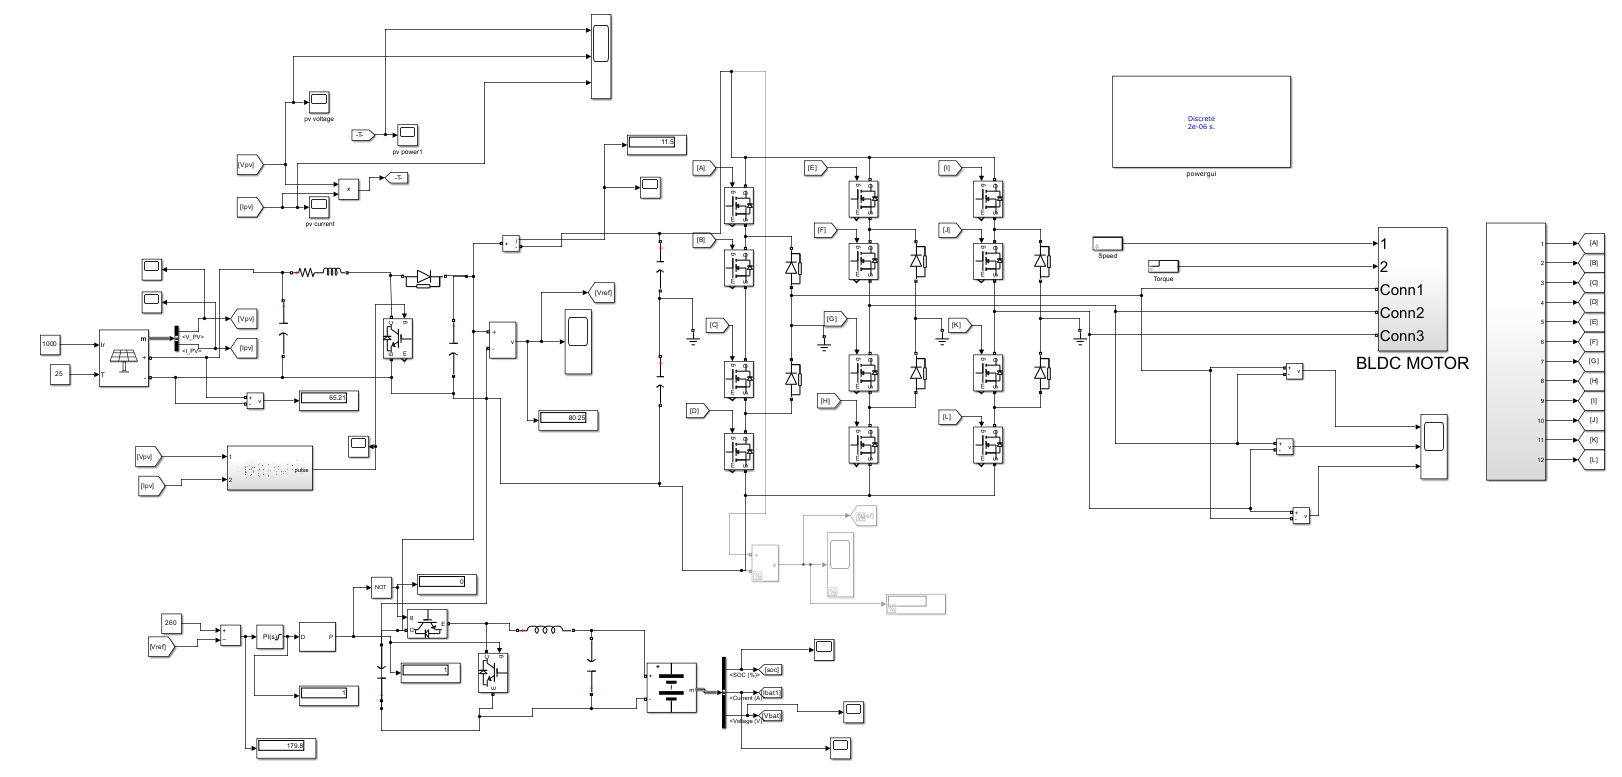 pv voltage
-T-
pv power1
[Vpv]
-T-
x
[Ipv]
pv current
11.5
[A]
[E]
[I]
Discrete
2e-06 s.
powergui
[B]
[F]
[J]
Speed
Torque
1
2
Conn1
Conn2
Conn3
BLDC MOTOR
[Vref]
[Vpv]
[Ipv]
<V_PV>
<I_PV>
1000
Ir
m
25
T
65.21
80.25
[C]
[G]
[K]
[D]
[H]
[L]
[Vpv]
[Ipv]
1
2
pulse
1
2
3
4
5
6
7
8
9
10
11
12
[A]
[B]
[C]
[D]
[E]
[F]
[G]
[H]
[I]
[J]
[K]
[L]
NOT
0
260
[Vref]
PI(s)
D
P
1
1
179.8
m
<SOC (%)>
<Current (A)
<Voltage (V)
[soc]
[Ibat1]
[Vbat]